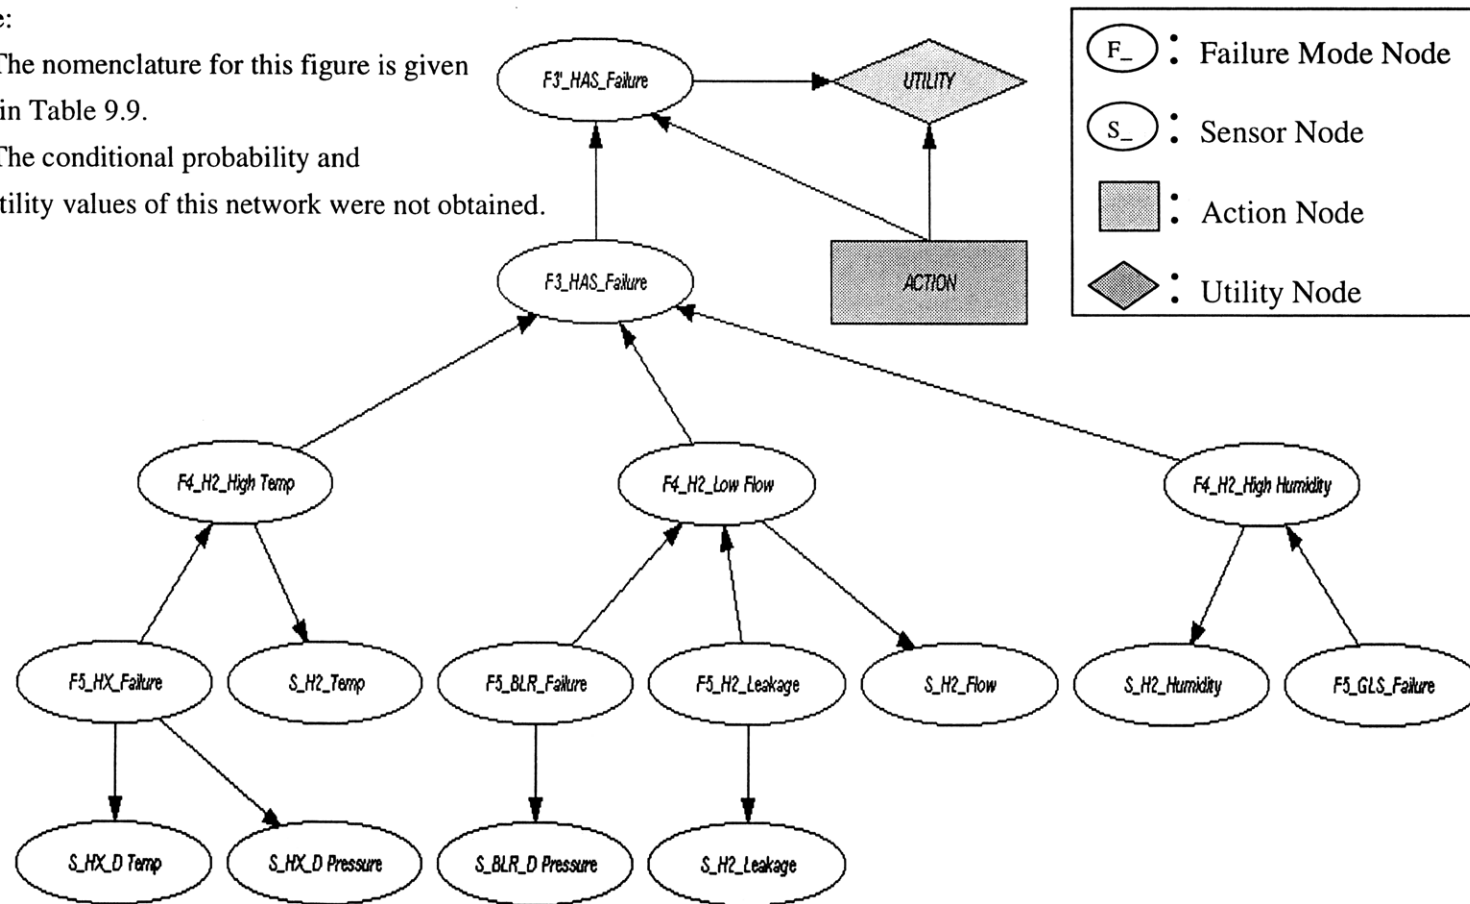 e:
The nomenclature for this figure is given
in Table 9.9.
The conditional probability and
tility values of this network were not obtained.
F3'_HAS_Failure
UTILITY
F_ : Failure Mode Node
S_ : Sensor Node
: Action Node
: Utility Node
F3_HAS_Failure
ACTION
F4_H2_High Temp
F4_H2_Low Flow
F4_H2_High Humidity
F5_HX_Failure
S_H2_Temp
F5_BLR_Failure
F5_H2_Leakage
S_H2_Flow
S_H2_Humidity
F5_GLS_Failure
S_HX_D Temp
S_HX_D Pressure
S_BLR_D Pressure
S_H2_Leakage